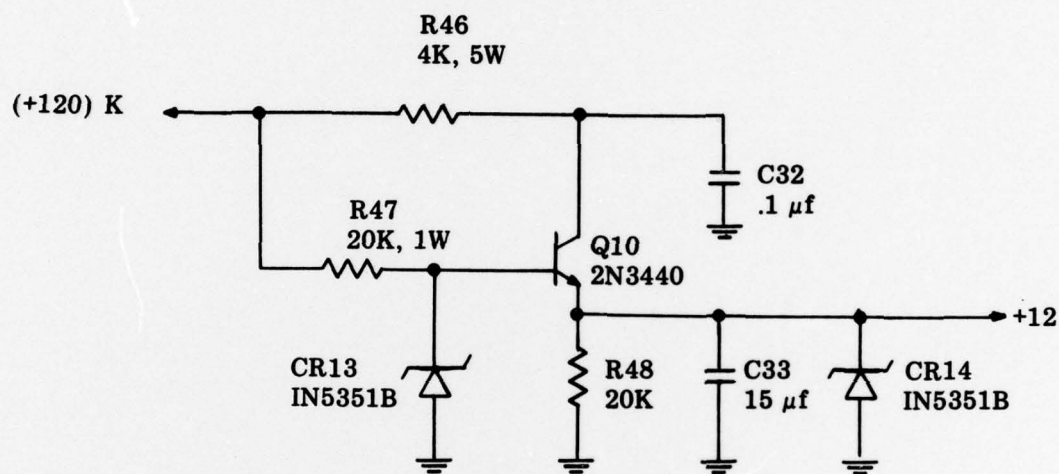 R46
4K, 5W
(+120) K
C32
.1 μf
R47
20K, 1W
Q10
2N3440
+12
CR13
IN5351B
R48
20K
C33
15 μf
CR14
IN5351B